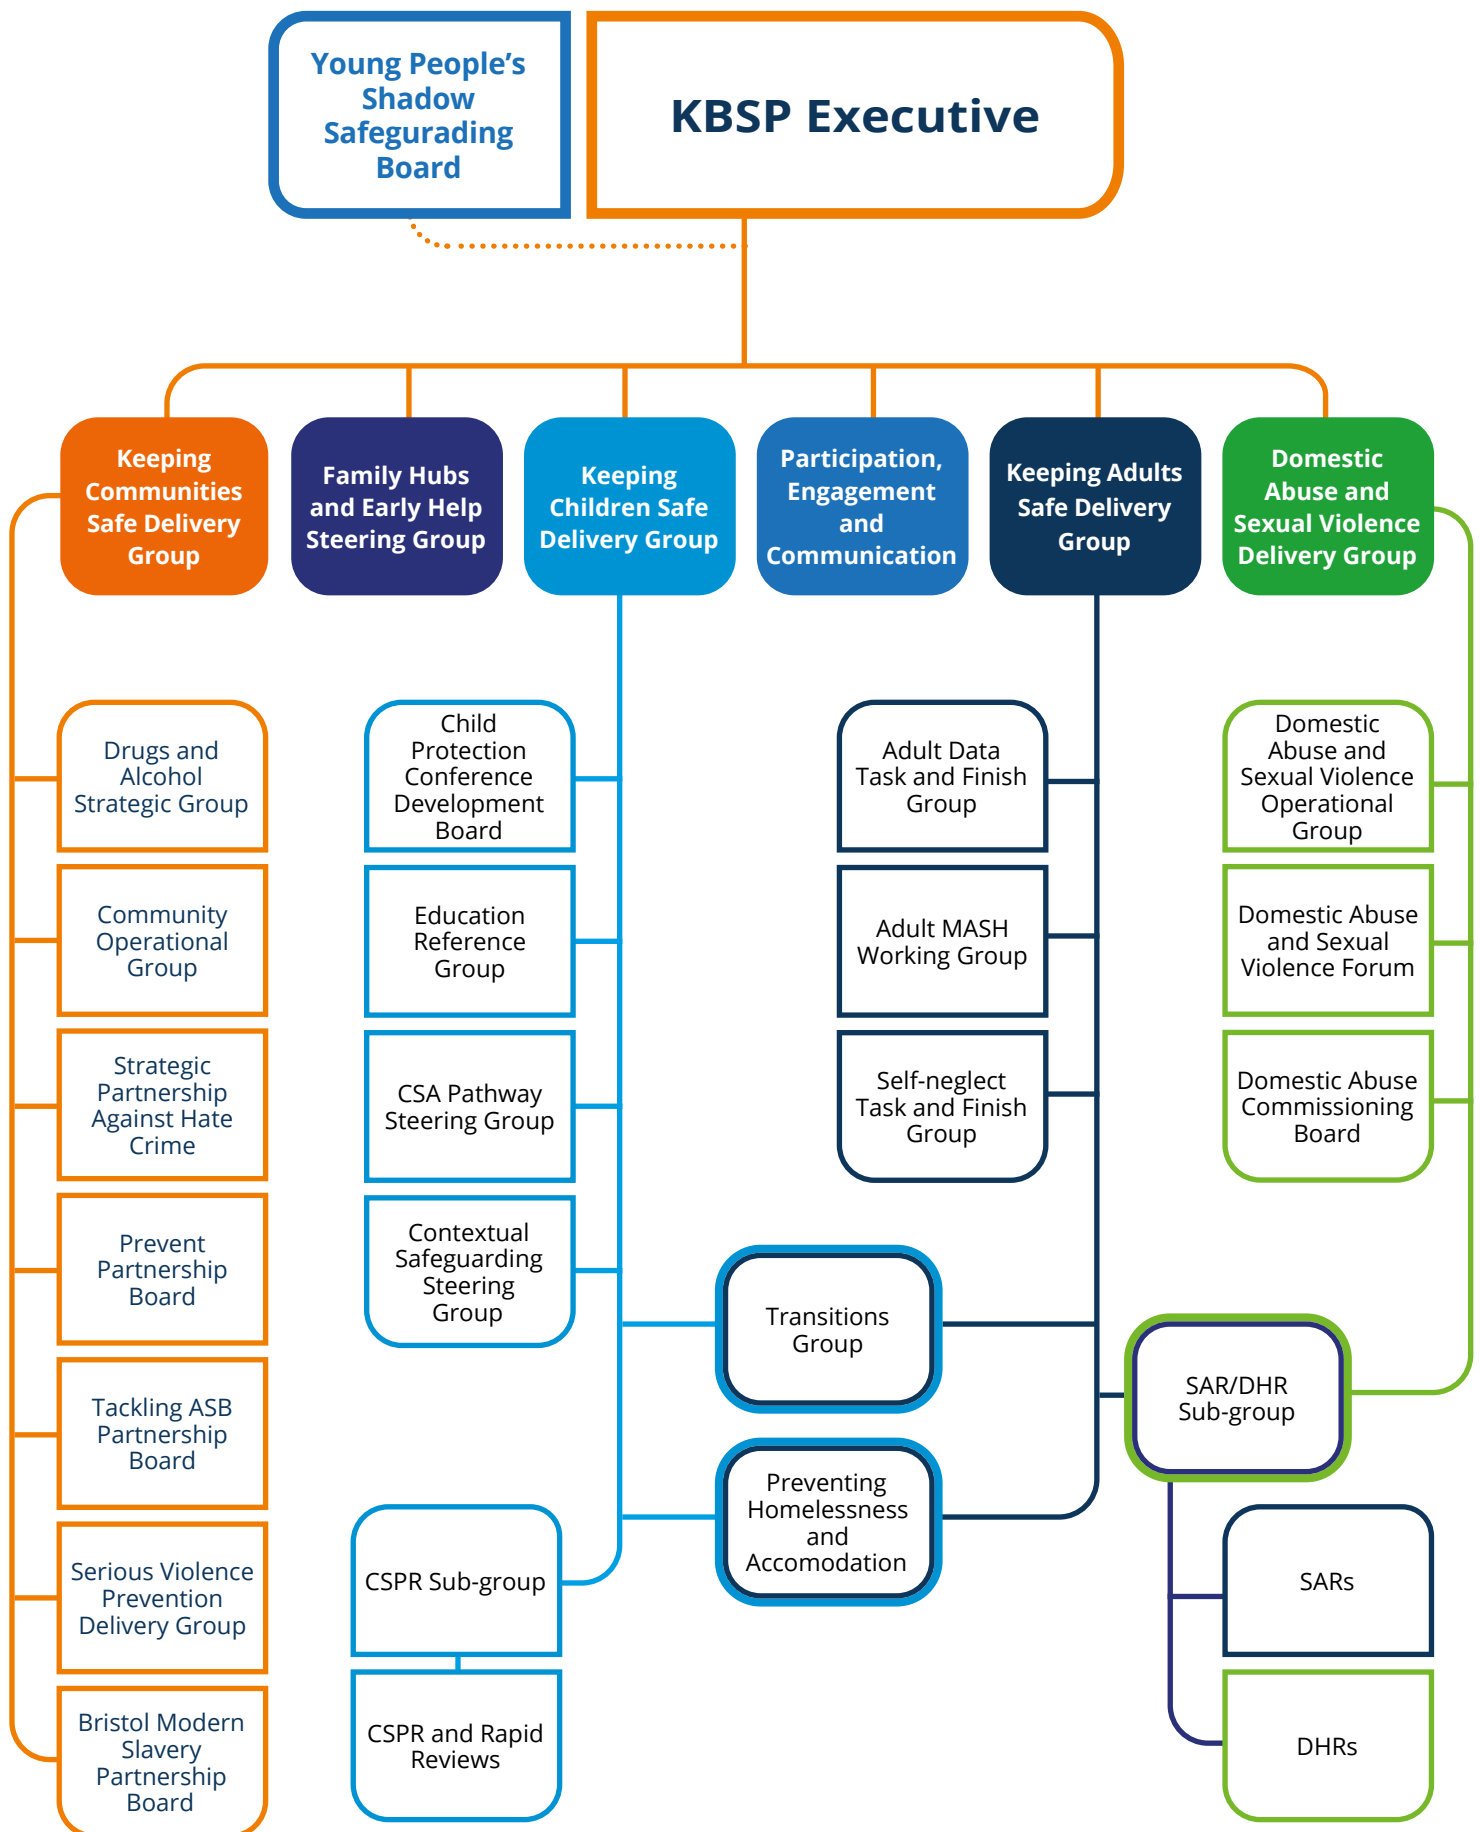 Young People’s
Shadow
Safegurading
Board
KBSP Executive
Keeping
Communities
Safe Delivery
Group
Family Hubs
and Early Help
Steering Group
Keeping
Children Safe
Delivery Group
Participation,
Engagement
and
Communication
Keeping Adults
Safe Delivery
Group
Domestic
Abuse and
Sexual Violence
Delivery Group
Drugs and
Alcohol
Strategic Group
Community
Operational
Group
Strategic
Partnership
Against Hate
Crime
Prevent
Partnership
Board
Tackling ASB
Partnership
Board
Serious Violence
Prevention
Delivery Group
Bristol Modern
Slavery
Partnership
Board
Child
Protection
Conference
Development
Board
Education
Reference
Group
CSA Pathway
Steering Group
Contextual
Safeguarding
Steering
Group
CSPR Sub-group
CSPR and Rapid
Reviews
Transitions
Group
Preventing
Homelessness
and
Accomodation
Adult Data
Task and Finish
Group
Adult MASH
Working Group
Self-neglect
Task and Finish
Group
Domestic
Abuse and
Sexual Violence
Operational
Group
Domestic Abuse
and Sexual
Violence Forum
Domestic Abuse
Commissioning
Board
SAR/DHR
Sub-group
SARs
DHRs